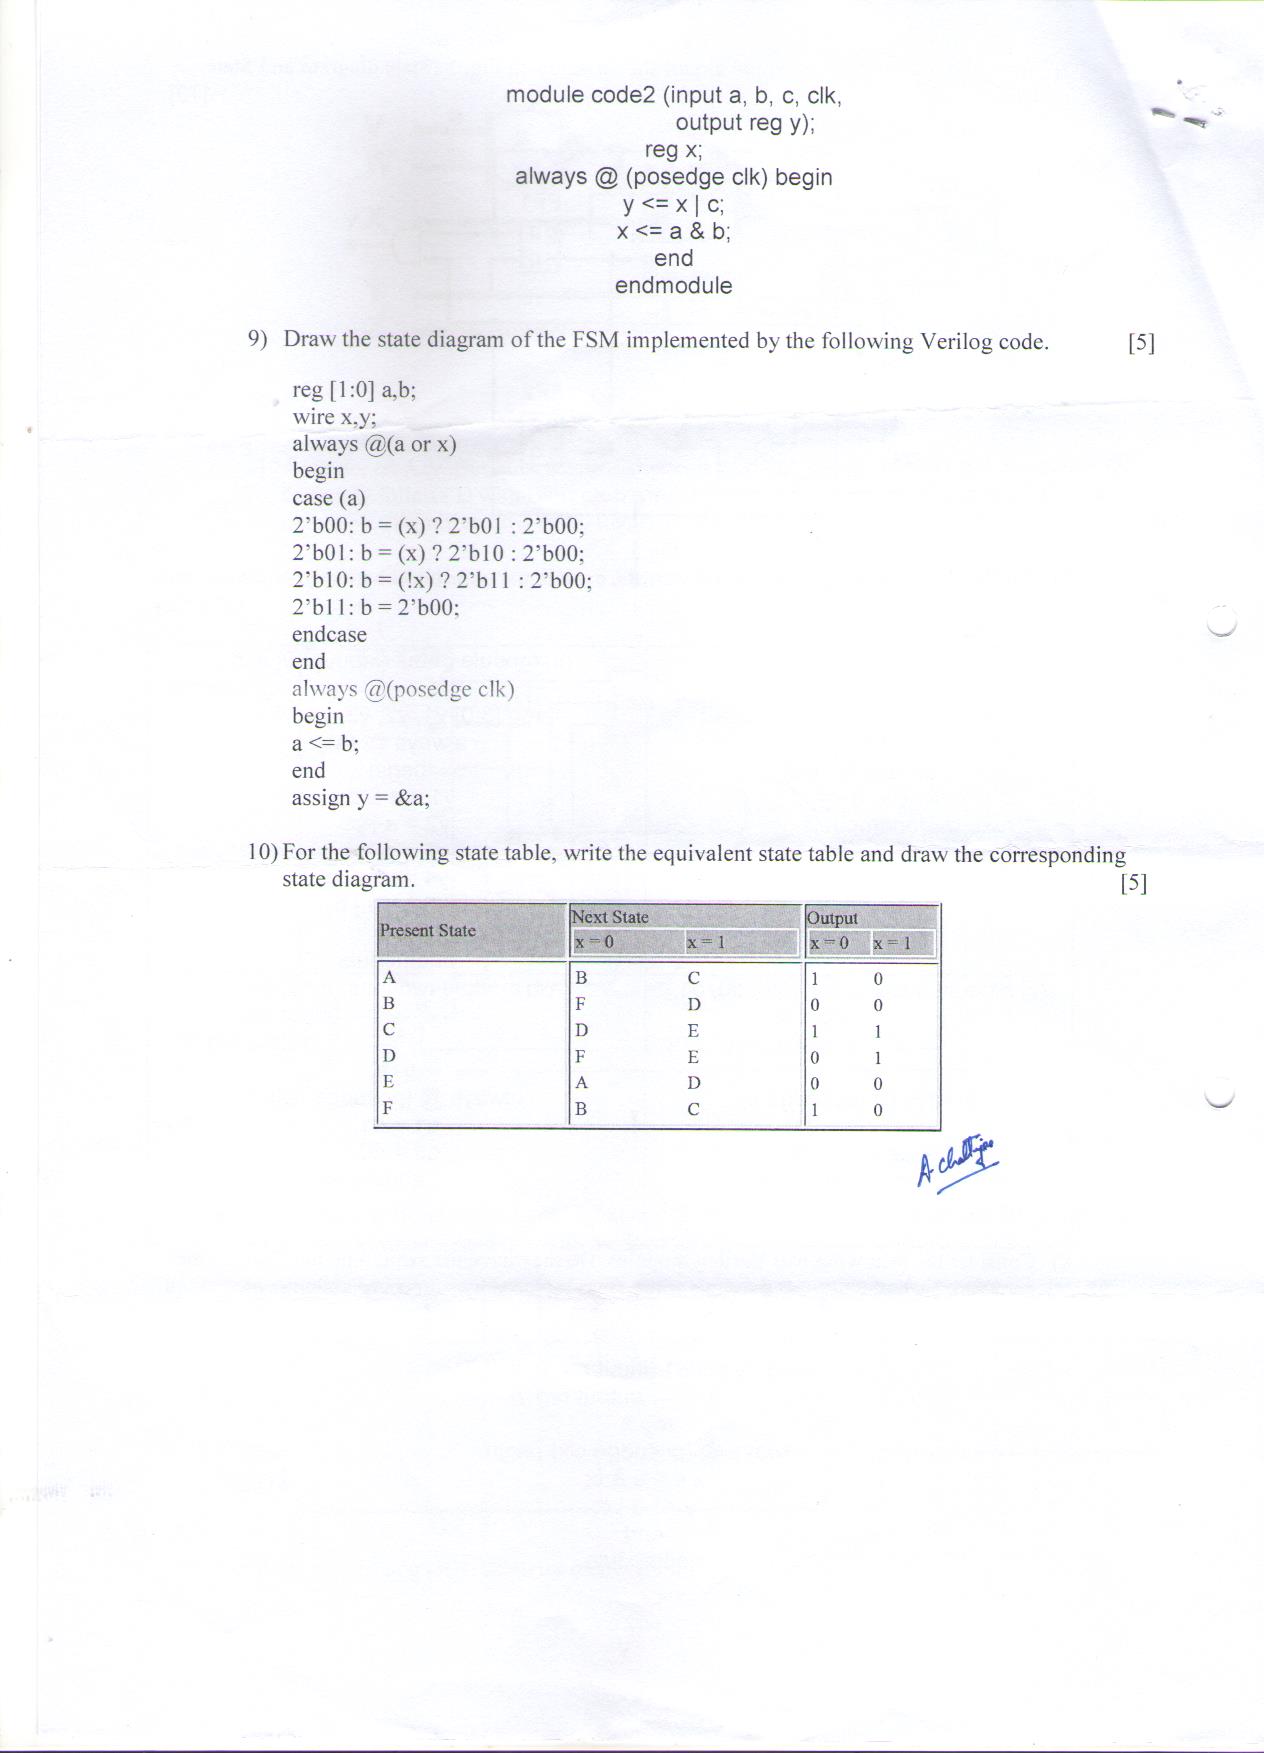 module code2 (input a, b, c, clk,
output reg y);
reg x;
always @ (posedge clk) begin
y <= x | c;
x <= a & b;
end
endmodule
9) Draw the state diagram of the FSM implemented by the following Verilog code. [5]
reg [1:0] a,b;
wire x,y;
always @(a or x)
begin
case (a)
2'b00: b = (x) ? 2'b01 : 2'b00;
2'b01: b = (x) ? 2'b10 : 2'b00;
2'b10: b = (!x) ? 2'b11 : 2'b00;
2'b11: b = 2'b00;
endcase
end
always @(posedge clk)
begin
a <= b;
end
assign y = &a;
10) For the following state table, write the equivalent state table and draw the corresponding
state diagram. [5]
Present State Next State Output
x = 0 x = 1 x = 0 x = 1
A B C 1 0
B F D 0 0
C D E 1 1
D F E 0 1
E A D 0 0
F B C 1 0